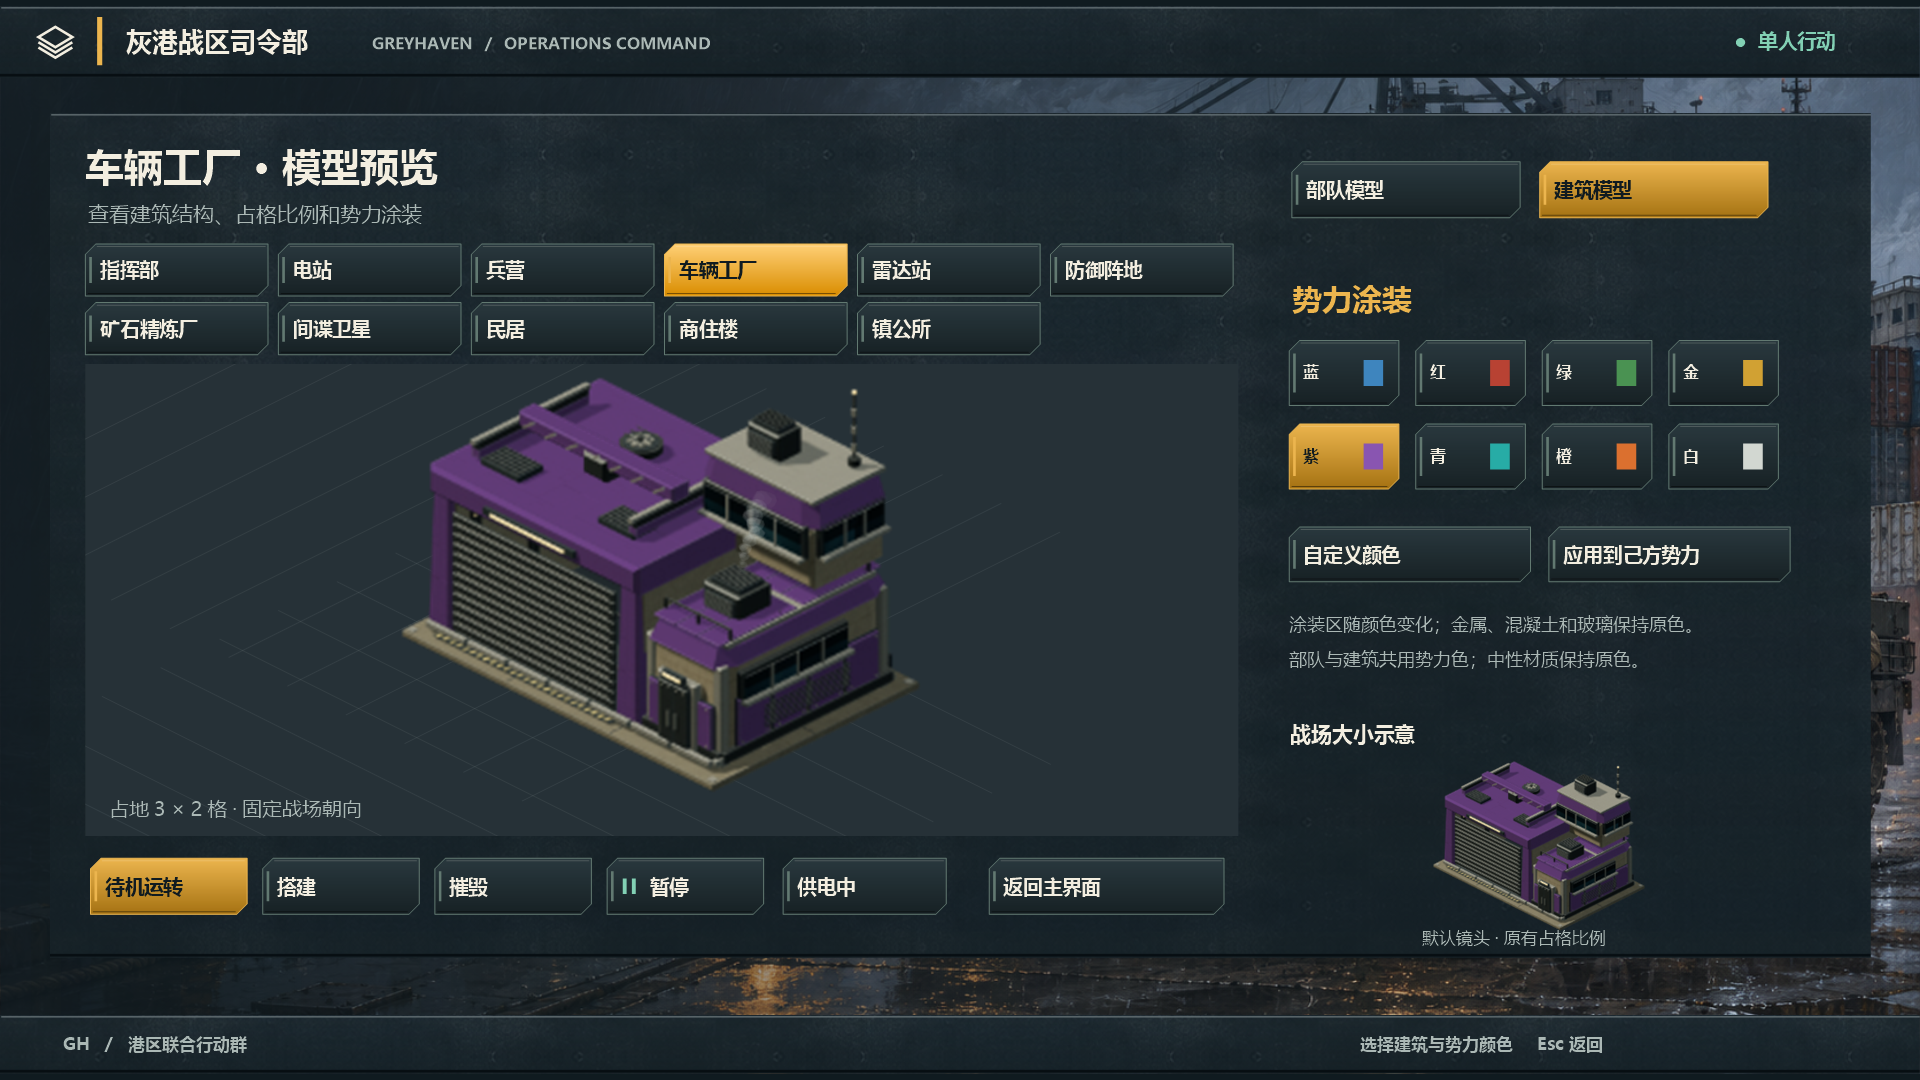 灰港战区司令部
GREYHAVEN / OPERATIONS COMMAND
单人行动
车辆工厂·模型预览
查看建筑结构、占格比例和势力涂装
部队模型
建筑模型
指挥部
电站
兵营
车辆工厂
雷达站
防御阵地
矿石精炼厂
间谍卫星
民居
商住楼
镇公所
势力涂装
蓝
红
绿
金
紫
青
橙
白
自定义颜色
应用到己方势力
涂装区随颜色变化；金属、混凝土和玻璃保持原色。
部队与建筑共用势力色；中性材质保持原色。
战场大小示意
默认镜头·原有占格比例
占地 3 × 2 格·固定战场朝向
待机运转
搭建
摧毁
暂停
供电中
返回主界面
GH / 港区联合行动群
选择建筑与势力颜色 Esc 返回